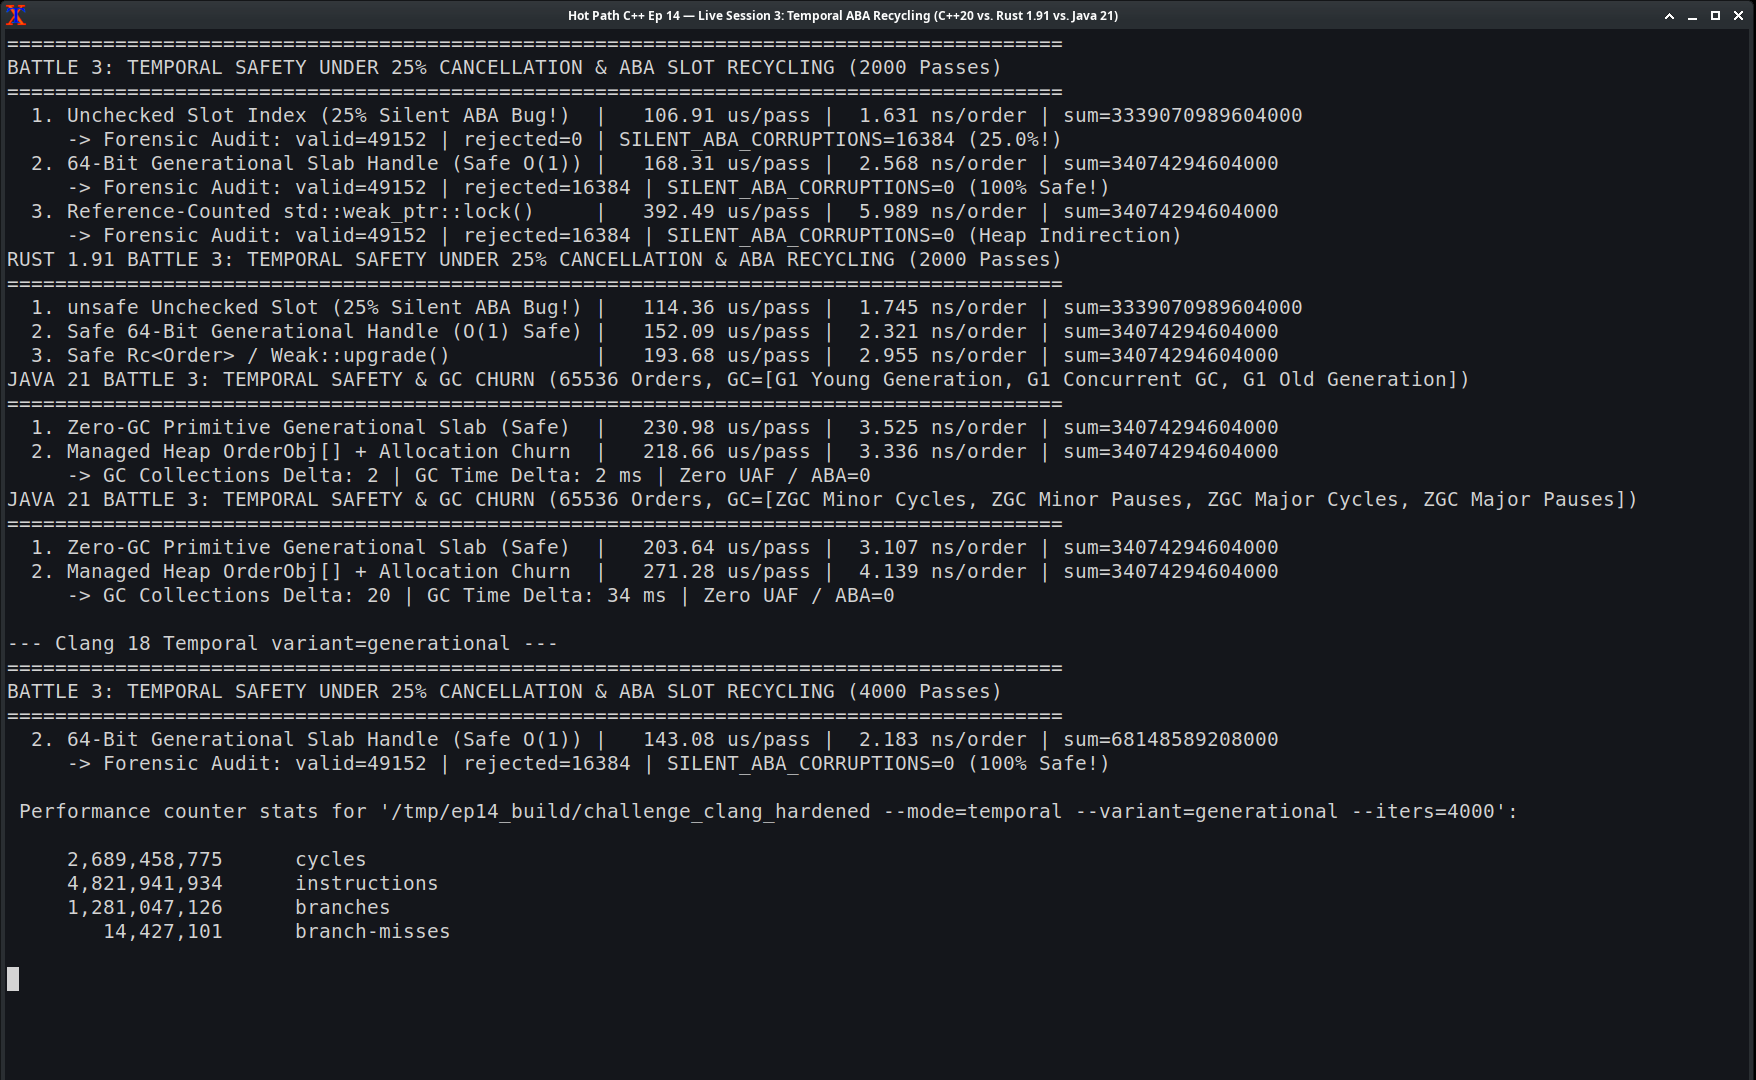 Hot Path C++ Ep 14 — Live Session 3: Temporal ABA Recycling (C++20 vs. Rust 1.91 vs. Java 21)
========================================================================================
BATTLE 3: TEMPORAL SAFETY UNDER 25% CANCELLATION & ABA SLOT RECYCLING (2000 Passes)
========================================================================================
  1. Unchecked Slot Index (25% Silent ABA Bug!)  |   106.91 us/pass |  1.631 ns/order | sum=3339070989604000
     -> Forensic Audit: valid=49152 | rejected=0 | SILENT_ABA_CORRUPTIONS=16384 (25.0%!)
  2. 64-Bit Generational Slab Handle (Safe O(1)) |   168.31 us/pass |  2.568 ns/order | sum=34074294604000
     -> Forensic Audit: valid=49152 | rejected=16384 | SILENT_ABA_CORRUPTIONS=0 (100% Safe!)
  3. Reference-Counted std::weak_ptr::lock()     |   392.49 us/pass |  5.989 ns/order | sum=34074294604000
     -> Forensic Audit: valid=49152 | rejected=16384 | SILENT_ABA_CORRUPTIONS=0 (Heap Indirection)
RUST 1.91 BATTLE 3: TEMPORAL SAFETY UNDER 25% CANCELLATION & ABA RECYCLING (2000 Passes)
========================================================================================
  1. unsafe Unchecked Slot (25% Silent ABA Bug!) |   114.36 us/pass |  1.745 ns/order | sum=3339070989604000
  2. Safe 64-Bit Generational Handle (O(1) Safe) |   152.09 us/pass |  2.321 ns/order | sum=34074294604000
  3. Safe Rc<Order> / Weak::upgrade()            |   193.68 us/pass |  2.955 ns/order | sum=34074294604000
JAVA 21 BATTLE 3: TEMPORAL SAFETY & GC CHURN (65536 Orders, GC=[G1 Young Generation, G1 Concurrent GC, G1 Old Generation])
========================================================================================
  1. Zero-GC Primitive Generational Slab (Safe)  |   230.98 us/pass |  3.525 ns/order | sum=34074294604000
  2. Managed Heap OrderObj[] + Allocation Churn  |   218.66 us/pass |  3.336 ns/order | sum=34074294604000
     -> GC Collections Delta: 2 | GC Time Delta: 2 ms | Zero UAF / ABA=0
JAVA 21 BATTLE 3: TEMPORAL SAFETY & GC CHURN (65536 Orders, GC=[ZGC Minor Cycles, ZGC Minor Pauses, ZGC Major Cycles, ZGC Major Pauses])
========================================================================================
  1. Zero-GC Primitive Generational Slab (Safe)  |   203.64 us/pass |  3.107 ns/order | sum=34074294604000
  2. Managed Heap OrderObj[] + Allocation Churn  |   271.28 us/pass |  4.139 ns/order | sum=34074294604000
     -> GC Collections Delta: 20 | GC Time Delta: 34 ms | Zero UAF / ABA=0
--- Clang 18 Temporal variant=generational ---
========================================================================================
BATTLE 3: TEMPORAL SAFETY UNDER 25% CANCELLATION & ABA SLOT RECYCLING (4000 Passes)
========================================================================================
  2. 64-Bit Generational Slab Handle (Safe O(1)) |   143.08 us/pass |  2.183 ns/order | sum=68148589208000
     -> Forensic Audit: valid=49152 | rejected=16384 | SILENT_ABA_CORRUPTIONS=0 (100% Safe!)
 Performance counter stats for '/tmp/ep14_build/challenge_clang_hardened --mode=temporal --variant=generational --iters=4000':
     2,689,458,775      cycles
     4,821,941,934      instructions
     1,281,047,126      branches
        14,427,101      branch-misses